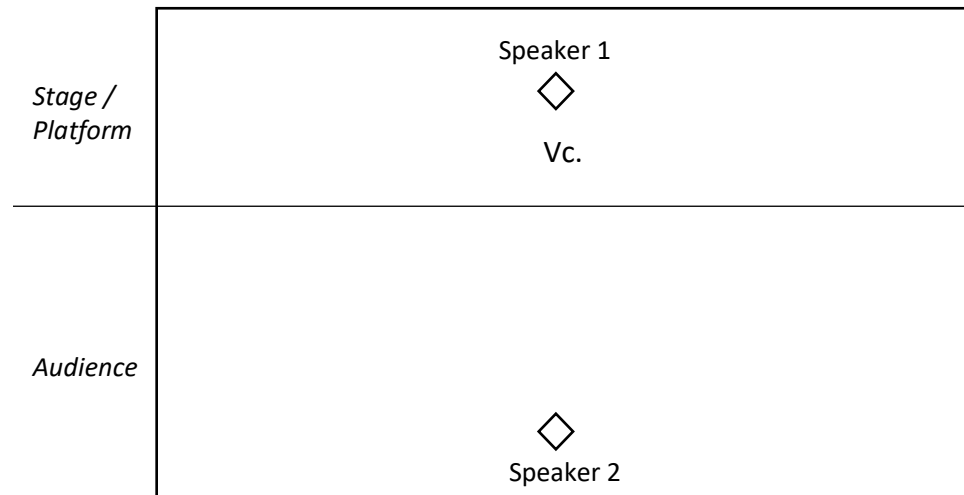 Speaker 1
Stage /
Platform
Vc.
Audience
Speaker 2